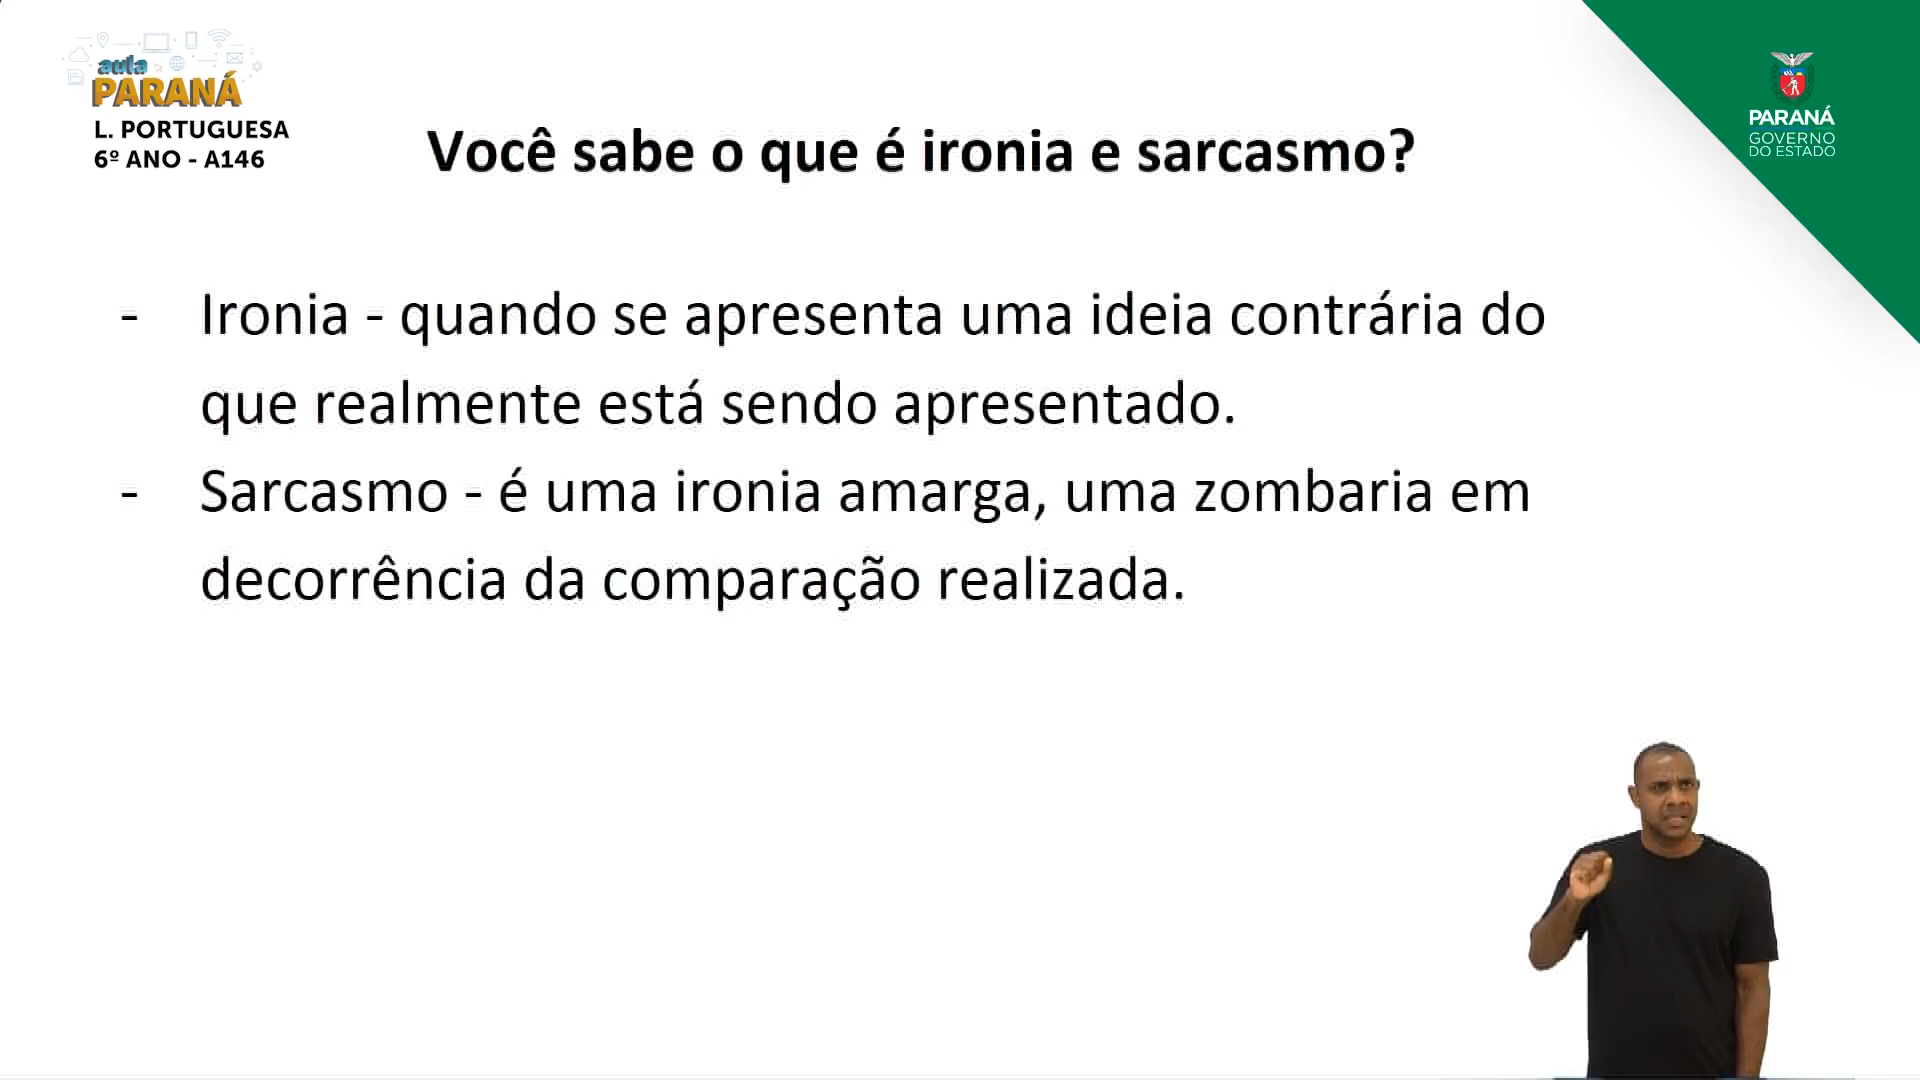 aula
PARANÁ
L. PORTUGUESA
6º ANO - A146
PARANÁ
GOVERNO
DO ESTADO
Você sabe o que é ironia e sarcasmo?
- Ironia - quando se apresenta uma ideia contrária do
que realmente está sendo apresentado.
- Sarcasmo - é uma ironia amarga, uma zombaria em
decorrência da comparação realizada.